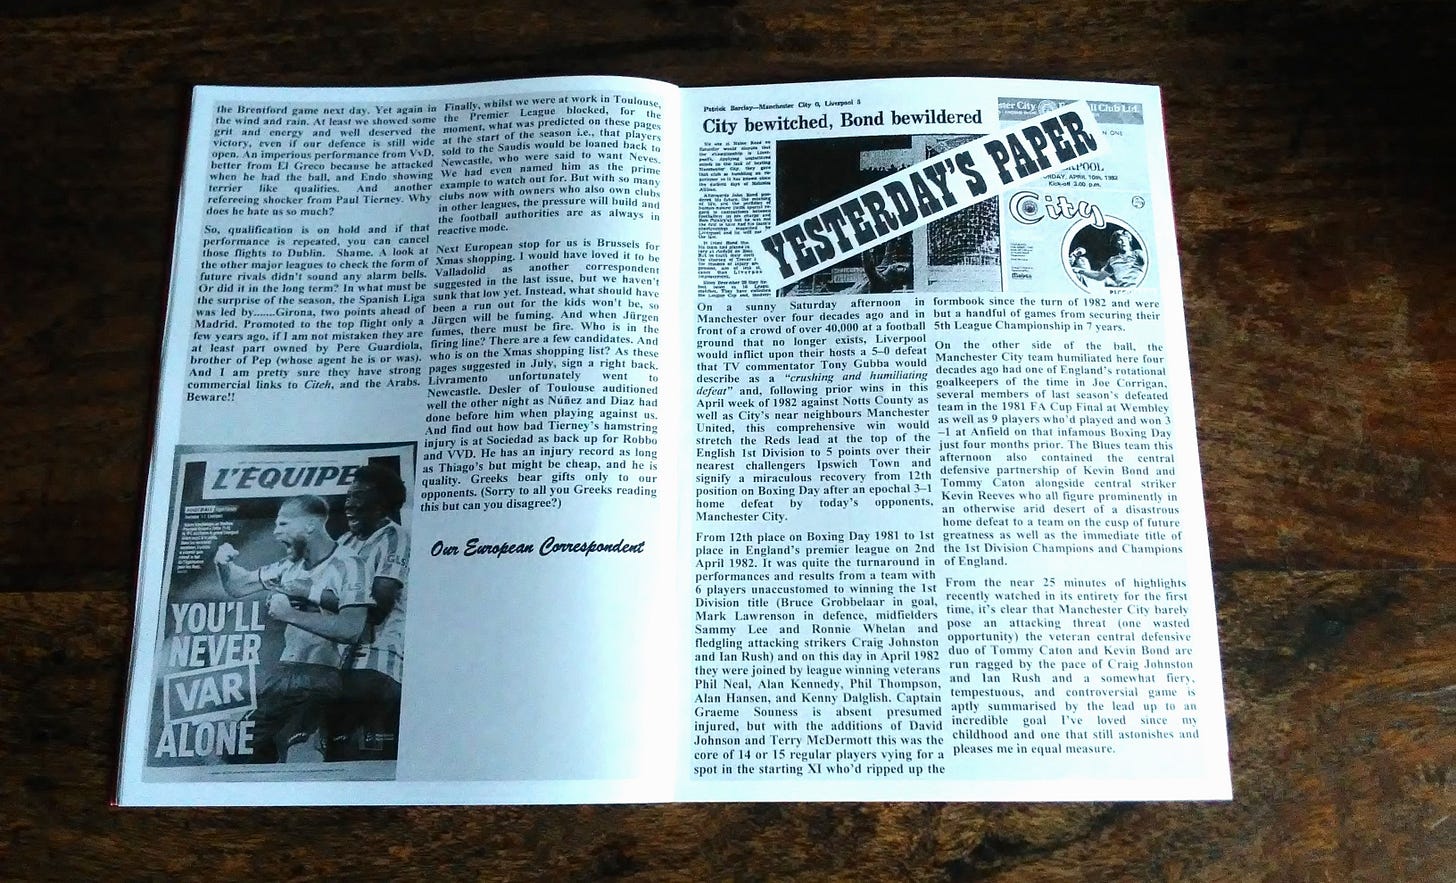 the Brentford game next day. Yet again in
the wind and rain. At least we showed some
grit and energy and well deserved the
victory, even if our defence is still wide
open. An imperious performance from VvD,
better from El Greco because he attacked
when he had the ball, and Endo showing
terrier like qualities. And another
refereeing shocker from Paul Tierney. Why
does he hate us so much?
So, qualification is on hold and if that
performance is repeated, you can cancel
those flights to Dublin.. Shame. A look at
the other major leagues to check the form of
future rivals didn't sound any alarm bells.
Or did it in the long term? In what must be
the surprise of the season, the Spanish Liga
was led by.......Girona, two points ahead of
Madrid. Promoted to the top flight only a
few years ago, if I am not mistaken they are
at least part owned by Pere Guardiola,
brother of Pep (whose agent he is or was).
And I am pretty sure they have strong
commercial links to Citeh, and the Arabs.
Beware!!
L'ÉQUIPE
YOU'LL
NEVER
VAR
ALONE
Finally, whilst we were at work in Toulouse,
the Premier League blocked, for the
moment, what was predicted on these pages
at the start of the season i.e., that players
sold to the Saudis would be loaned back to
Newcastle, who were said to want Neves.
We had even named him as the prime
example to watch out for. But with so many
clubs now with owners who also own clubs
in other leagues, the pressure will build and
the football authorities are as always in
reactive mode.
Next European stop for us is Brussels for
Xmas shopping. I would have loved it to be
Valladolid as another correspondent
suggested in the last issue, but we haven't
sunk that low yet. Instead, what should have
been a run out for the kids won't be, so
Jürgen will be fuming. And when Jürgen
fumes, there must be fire. Who is in the
firing line? There are a few candidates. And
who is on the Xmas shopping list? As these
pages suggested in July, sign a right back.
Livramento unfortunately went to
Newcastle. Desler of Toulouse auditioned
well the other night as Núñez and Diaz had
done before him when playing against us.
And find out how bad Tierney's hamstring
injury is at Sociedad as back up for Robbo
and VVD. He has an injury record as long
as Thiago's but might be cheap, and he is
quality. Greeks bear gifts only to our
opponents. (Sorry to all you Greeks reading
this but can you disagree?)
Our European Correspondent
Patrick Barclay—Manchester City 0, Liverpool 5
City bewitched, Bond bewildered
YESTERDAY'S PAPER
City
Club Ltd.
APRIL 10th, 1982
Kick-off 3.00 p.m.
City
On a sunny Saturday afternoon in
Manchester over four decades ago and in
front of a crowd of over 40,000 at a football
ground that no longer exists, Liverpool
would inflict upon their hosts a 5–0 defeat
that TV commentator Tony Gubba would
describe as a "crushing and humiliating
defeat" and, following prior wins in this
April week of 1982 against Notts County as
well as City's near neighbours Manchester
United, this comprehensive win would
stretch the Reds lead at the top of the
English 1st Division to 5 points over their
nearest challengers Ipswich Town and
signify a miraculous recovery from 12th
position on Boxing Day after an epochal 3–1
home defeat by today's opponents,
Manchester City.
From 12th place on Boxing Day 1981 to 1st
place in England's premier league on 2nd
April 1982. It was quite the turnaround in
performances and results from a team with
6 players unaccustomed to winning the 1st
Division title (Bruce Grobbelaar in goal,
Mark Lawrenson in defence, midfielders
Sammy Lee and Ronnie Whelan and
fledgling attacking strikers Craig Johnston
and Ian Rush) and on this day in April 1982
they were joined by league winning veterans
Phil Neal, Alan Kennedy, Phil Thompson,
Alan Hansen, and Kenny Dalglish. Captain
Graeme Souness is absent presumed
injured, but with the additions of David
Johnson and Terry McDermott this was the
core of 14 or 15 regular players vying for a
spot in the starting XI who'd ripped up the
formbook since the turn of 1982 and were
but a handful of games from securing their
5th League Championship in 7 years.
On the other side of the ball, the
Manchester City team humiliated here four
decades ago had one of England's rotational
goalkeepers of the time in Joe Corrigan,
several members of last season's defeated
team in the 1981 FA Cup Final at Wembley
as well as 9 players who'd played and won 3
–1 at Anfield on that infamous Boxing Day
just four months prior. The Blues team this
afternoon also contained the central
defensive partnership of Kevin Bond and
Tommy Caton alongside central striker
Kevin Reeves who all figure prominently in
an otherwise arid desert of a disastrous
home defeat to a team on the cusp of future
greatness as well as the immediate title of
the 1st Division Champions and Champions
of England.
From the near 25 minutes of highlights
recently watched in its entirety for the first
time, it's clear that Manchester City barely
pose an attacking threat (one wasted
opportunity) the veteran central defensive
duo of Tommy Caton and Kevin Bond are
run ragged by the pace of Craig Johnston
and Ian Rush and a somewhat fiery,
tempestuous, and controversial game is
aptly summarised by the lead up to an
incredible goal I've loved since my
childhood and one that still astonishes and
pleases me in equal measure.